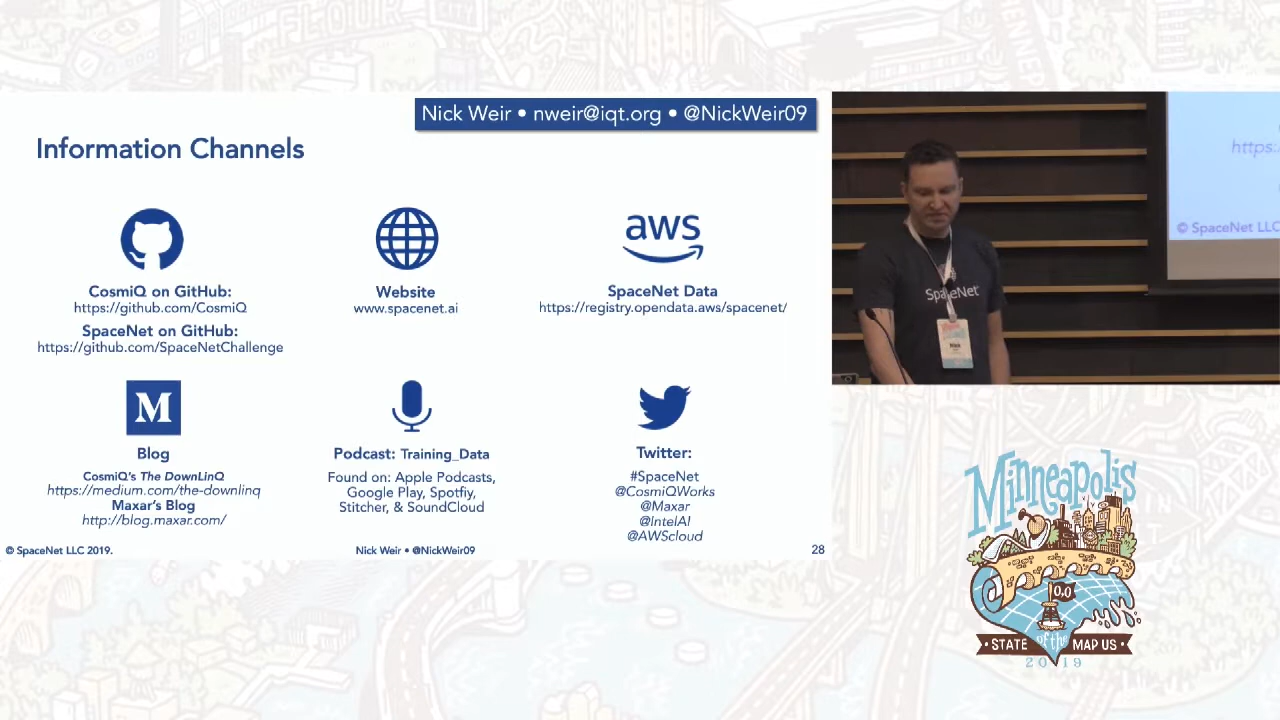 Nick Weir • nweir@iqt.org • @NickWeir09
Information Channels
CosmiQ on GitHub:
https://github.com/CosmiQ
SpaceNet on GitHub:
https://github.com/SpaceNetChallenge
Website
www.spacenet.ai
aws
SpaceNet Data
https://registry.opendata.aws/spacenet/
M
Blog
CosmiQ's The DownLinQ
https://medium.com/the-downlinq
Maxar's Blog
http://blog.maxar.com/
Podcast: Training_Data
Found on: Apple Podcasts,
Google Play, Spotfiy,
Stitcher, & SoundCloud
Twitter:
#SpaceNet
@CosmiQWorks
@Maxar
@IntelAI
@AWScloud
© SpaceNet LLC 2019.
Nick Weir • @NickWeir09
28
https:
© SpaceNet LLC
SpaceNet
Minneapolis
• STATE of the MAP US •
2019